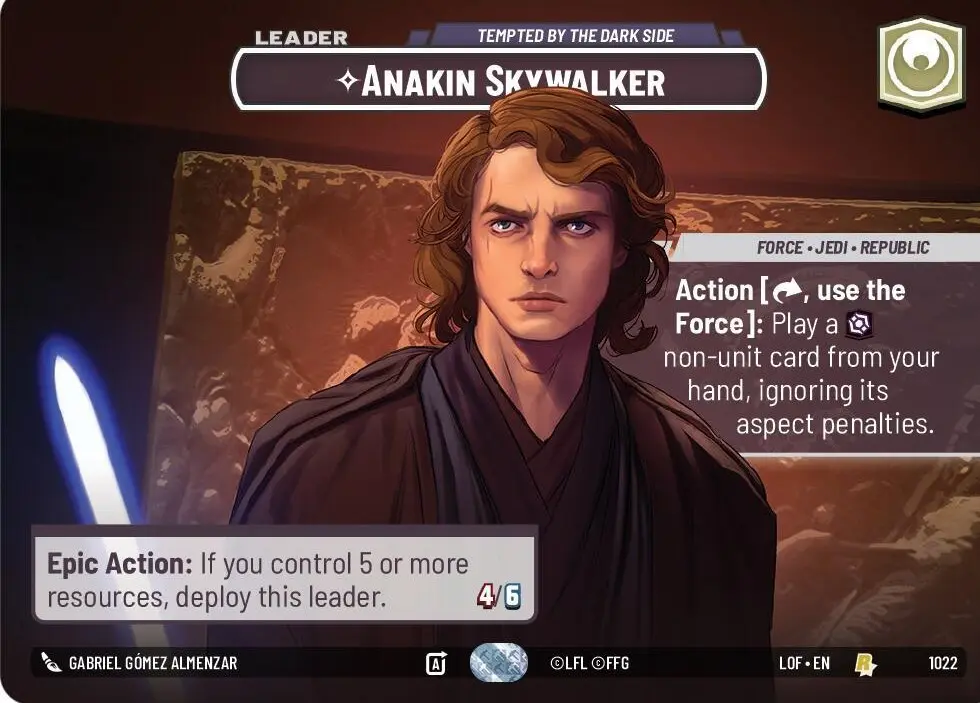 LEADER
TEMPTED BY THE DARK SIDE
ANAKIN SKYWALKER
FORCE • JEDI • REPUBLIC
Action [, use the
Force]: Play a
non-unit card from your
hand, ignoring its
aspect penalties.
Epic Action: If you control 5 or more
resources, deploy this leader.
4/6
GABRIEL GÓMEZ ALMENZAR
A
©LFL ©FFG
LOF • EN
R
1022